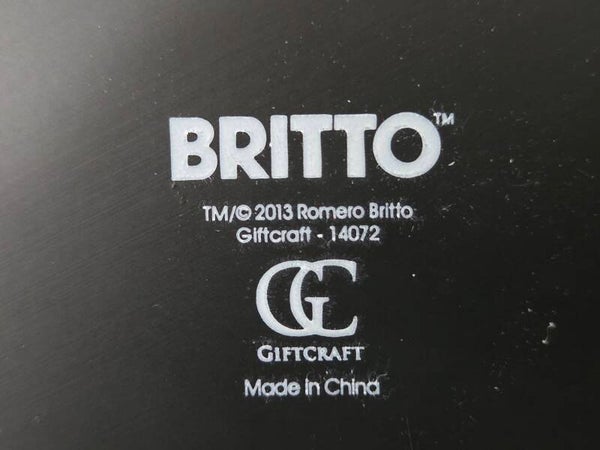 BRITTO™
TM/© 2013 Romero Britto
Giftcraft - 14072
GC
GIFTCRAFT
Made in China